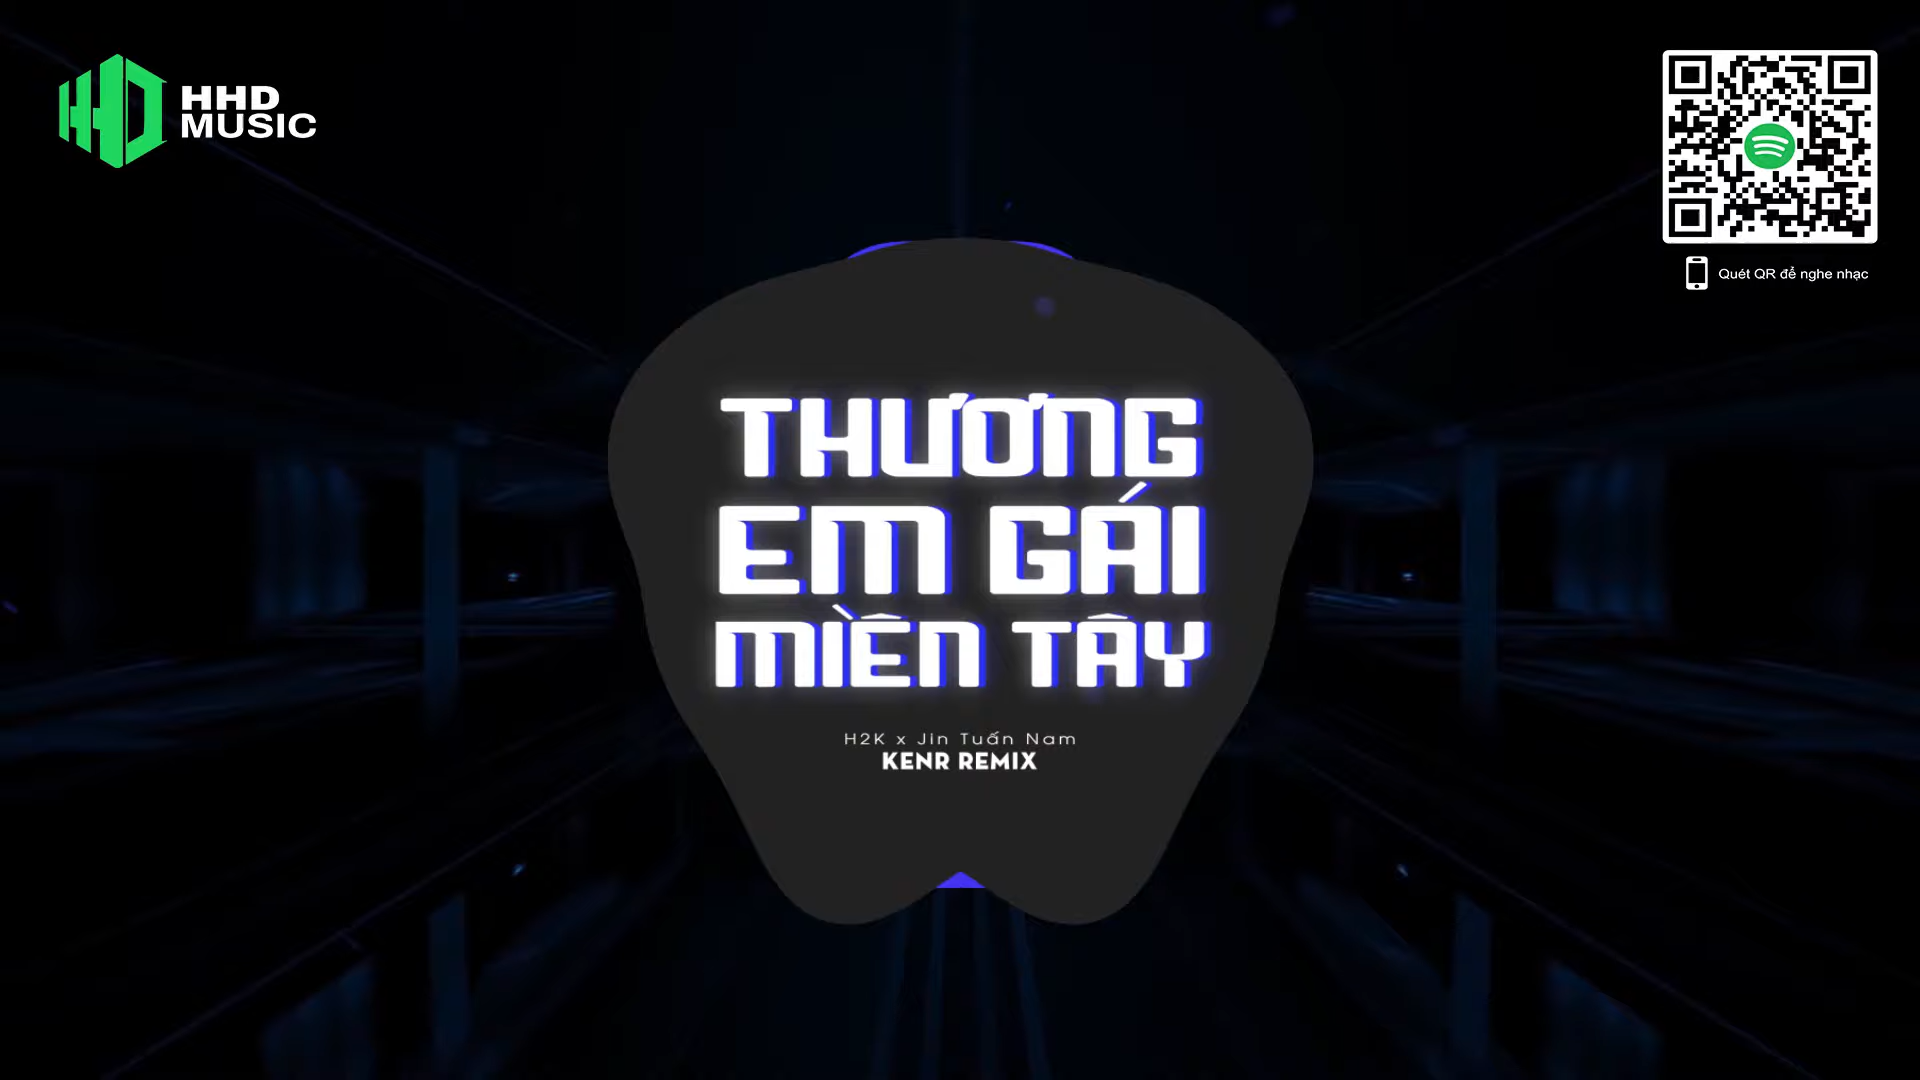 HHD
MUSIC
Quét QR để nghe nhạc
THƯƠNG
EM GÁI
MIỀN TÂY
H2K x Jin Tuấn Nam
KENR REMIX